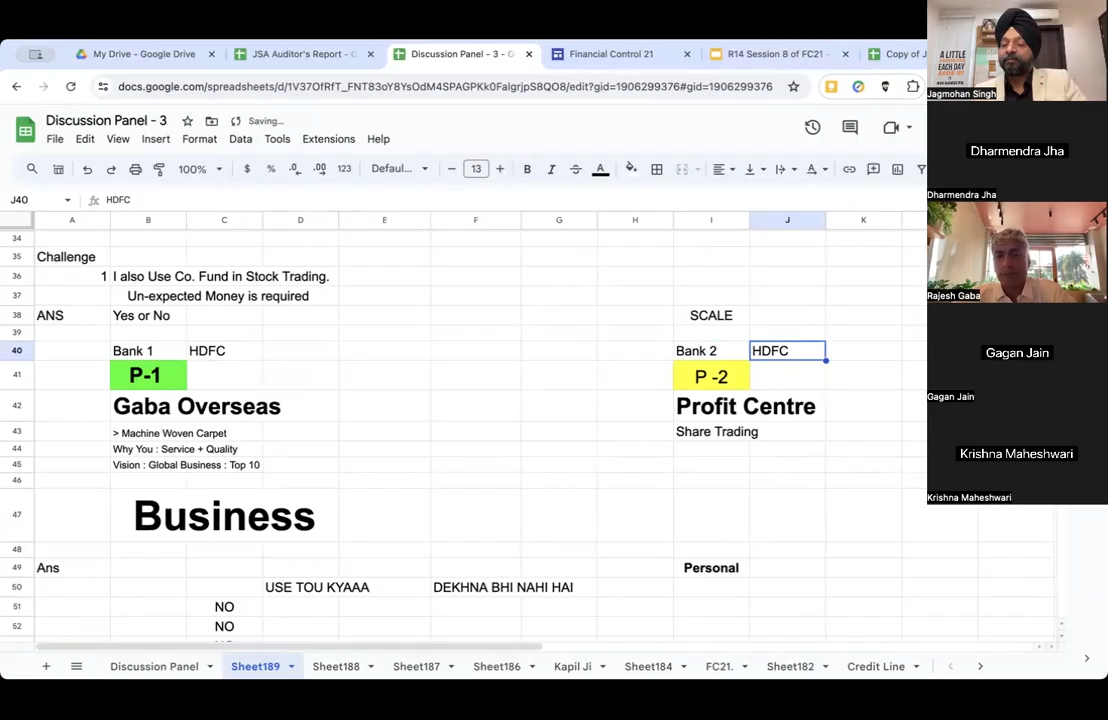 My Drive - Google Drive
JSA Auditor's Report - G
Discussion Panel - 3 - G
Financial Control 21
R14 Session 8 of FC21 -
Copy of J
docs.google.com/spreadsheets/d/1V37OfRfT_FNT83oY8YsOdM4SPAGPKk0FalgrjpS8QO8/edit?gid=1906299376#gid=1906299376
Discussion Panel - 3
Saving...
File Edit View Insert Format Data Tools Extensions Help
100% $ % .0 .00 123 Defaul... 13 B I A
J40 fx HDFC
A B C D E F G H I J K
34
35 Challenge
36 1 I also Use Co. Fund in Stock Trading.
37 Un-expected Money is required
38 ANS Yes or No SCALE
39
40 Bank 1 HDFC Bank 2 HDFC
41 P-1 P -2
42 Gaba Overseas Profit Centre
43 > Machine Woven Carpet Share Trading
44 Why You : Service + Quality
45 Vision : Global Business : Top 10
46
47 Business
48
49 Ans Personal
50 USE TOU KYAAA DEKHNA BHI NAHI HAI
51 NO
52 NO
Discussion Panel Sheet189 Sheet188 Sheet187 Sheet186 Kapil Ji Sheet184 FC21. Sheet182 Credit Line
A LITTLE
EACH DAY
ADDS UP
Jagmohan Singh
Dharmendra Jha
Dharmendra Jha
Rajesh Gaba
Gagan Jain
Gagan Jain
Krishna Maheshwari
Krishna Maheshwari